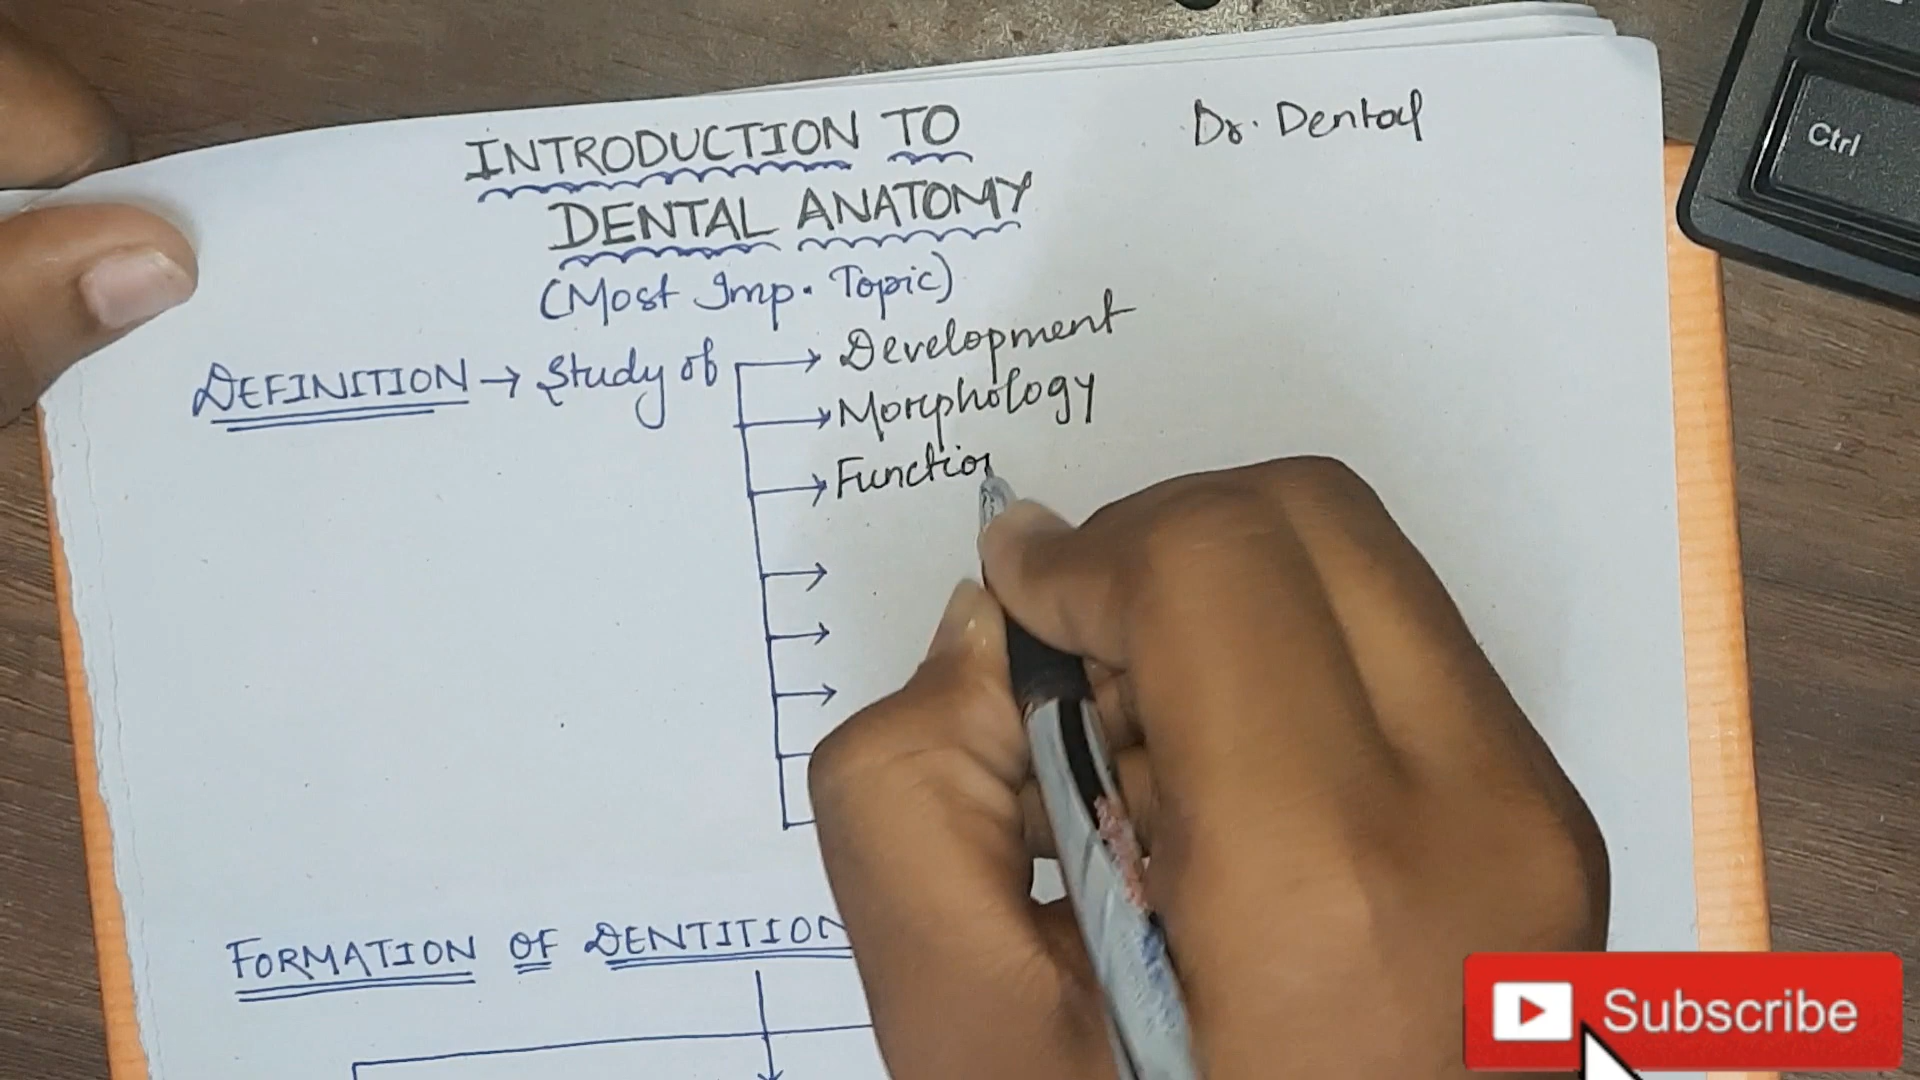 INTRODUCTION TO
Dr. Dental
DENTAL ANATOMY
(Most Imp. Topic)
DEFINITION → Study of → Development
→ Morphology
→ Function
FORMATION OF DENTITION
Ctrl
Subscribe